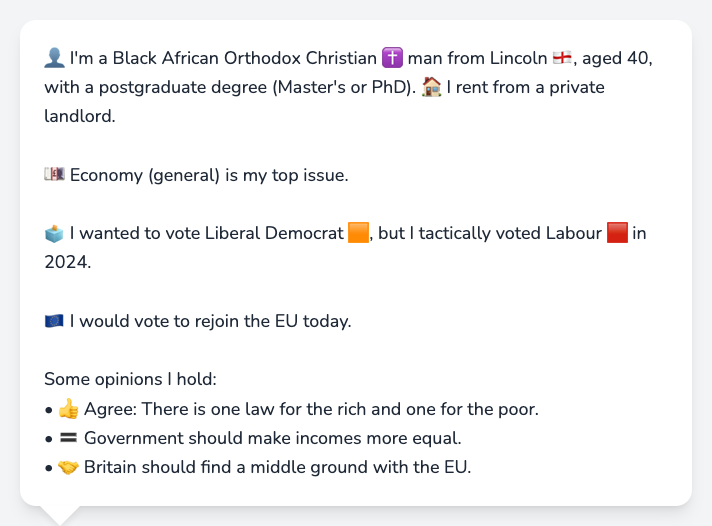 👤 I'm a Black African Orthodox Christian ✝️ man from Lincoln 🏴󠁧󠁢󠁥󠁮󠁧󠁿, aged 40,
with a postgraduate degree (Master's or PhD). 🏠 I rent from a private
landlord.
💷 Economy (general) is my top issue.
🗳️ I wanted to vote Liberal Democrat 🟧, but I tactically voted Labour 🟥 in
2024.
🇪🇺 I would vote to rejoin the EU today.
Some opinions I hold:
• 👍 Agree: There is one law for the rich and one for the poor.
• 🟰 Government should make incomes more equal.
• 🤝 Britain should find a middle ground with the EU.